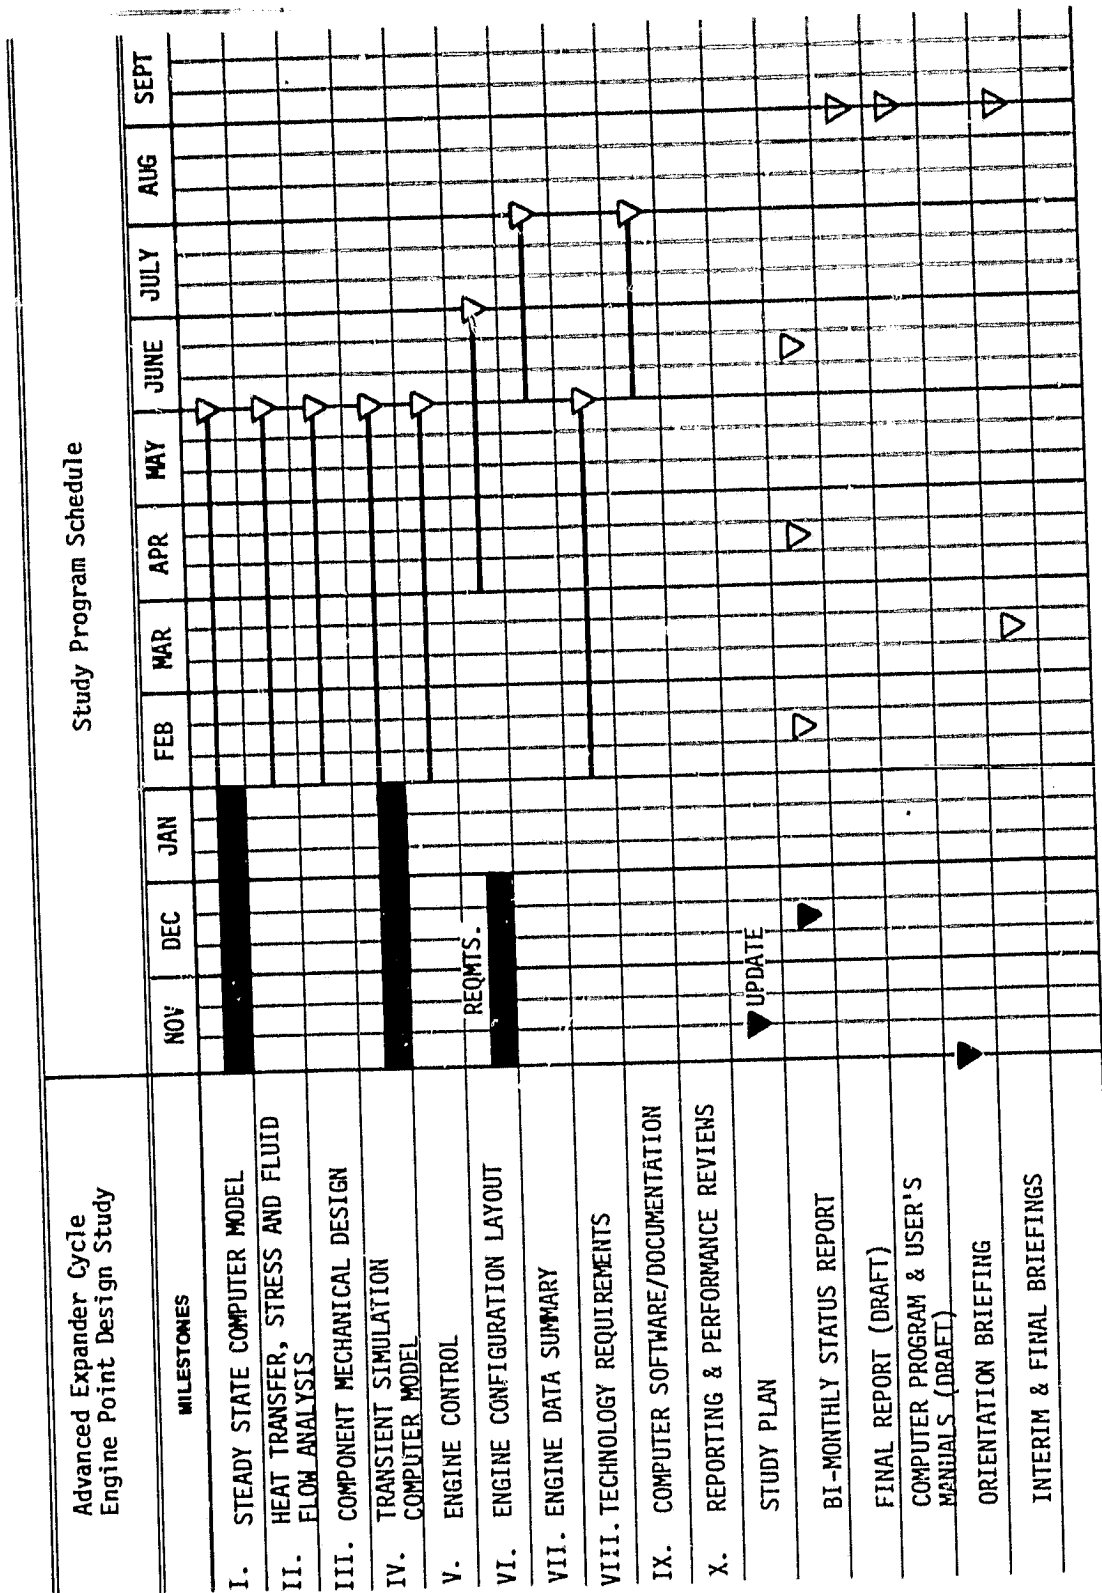 Study Program Schedule
Advanced Expander Cycle
Engine Point Design Study
MILESTONES
NOV DEC JAN FEB MAR APR MAY JUNE JULY AUG SEPT
I. STEADY STATE COMPUTER MODEL
II. HEAT TRANSFER, STRESS AND FLUID
FLOW ANALYSIS
III. COMPONENT MECHANICAL DESIGN
IV. TRANSIENT SIMULATION
COMPUTER MODEL
V. ENGINE CONTROL
REQMTS.
VI. ENGINE CONFIGURATION LAYOUT
VII. ENGINE DATA SUMMARY
VIII. TECHNOLOGY REQUIREMENTS
IX. COMPUTER SOFTWARE/DOCUMENTATION
X. REPORTING & PERFORMANCE REVIEWS
STUDY PLAN
UPDATE
BI-MONTHLY STATUS REPORT
FINAL REPORT (DRAFT)
COMPUTER PROGRAM & USER'S
MANUALS (DRAFT)
ORIENTATION BRIEFING
INTERIM & FINAL BRIEFINGS